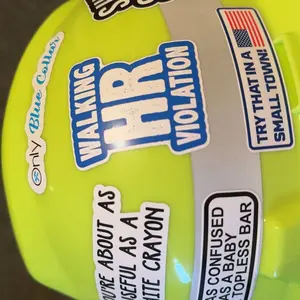 Only Blue Collar
WALKING
HR
VIOLATION
TRY THAT IN A
SMALL TOWN!
YOU'RE ABOUT AS
USEFUL AS A
WHITE CRAYON
AS CONFUSED
AS A BABY
TOPLESS BAR